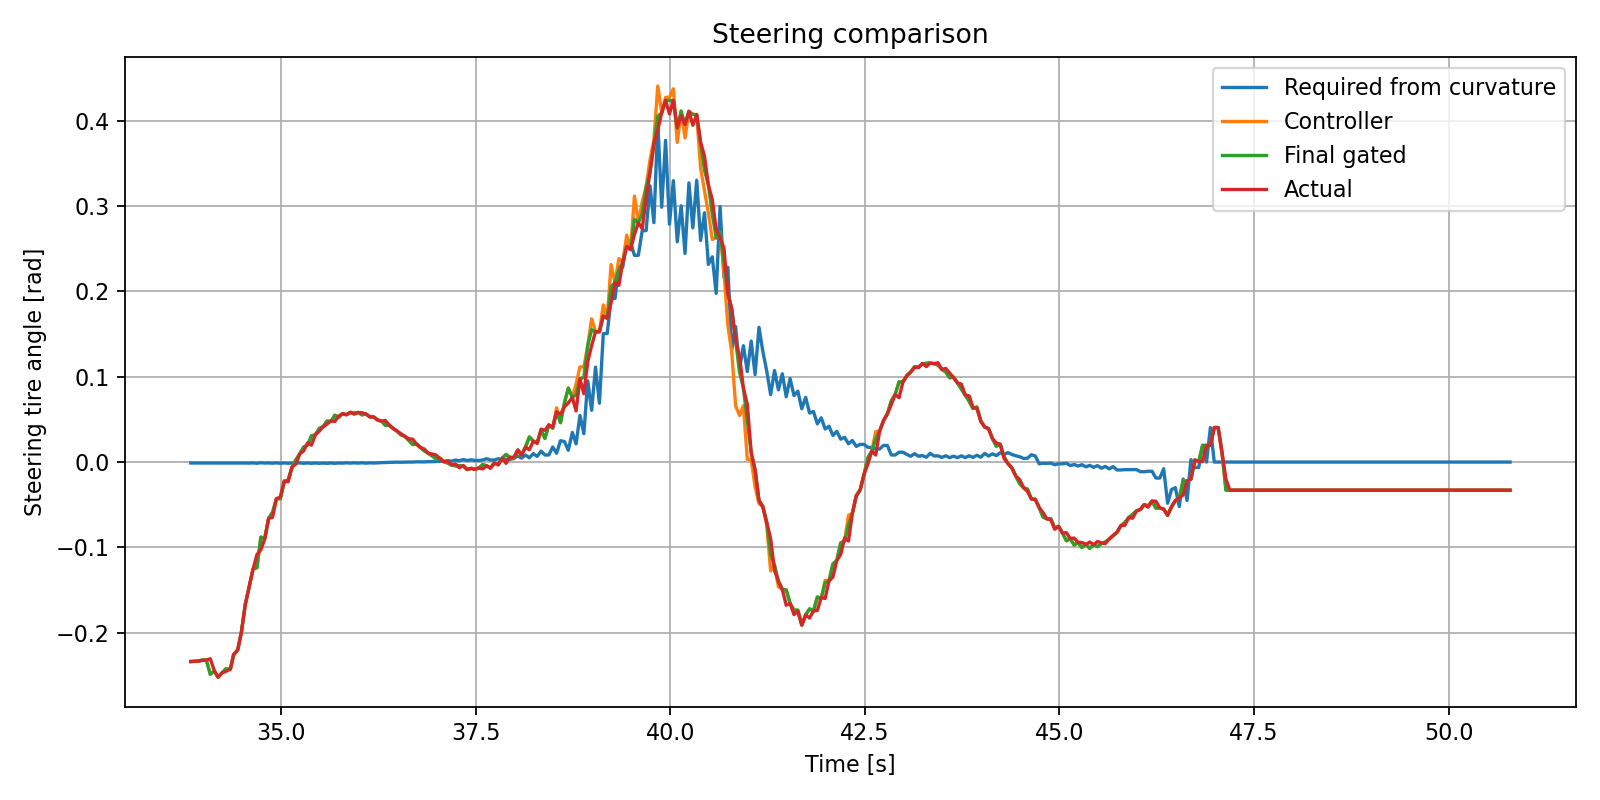 Steering comparison
Required from curvature
Controller
Final gated
Actual
Steering tire angle [rad]
0.4
0.3
0.2
0.1
0.0
−0.1
−0.2
35.0 37.5 40.0 42.5 45.0 47.5 50.0
Time [s]